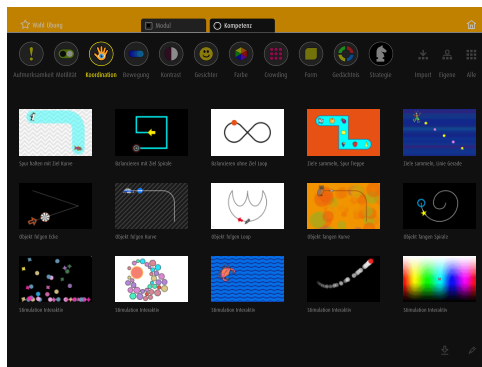 Wahl Übung
Modul
Kompetenz
Aufmerksamkeit Motilität Koordination Bewegung Kontrast Gesichter Farbe Crowding Form Gedächtnis Strategie Import Eigene Alle
Spur halten mit Ziel Kurve
Balancieren mit Ziel Spirale
Balancieren ohne Ziel Loop
Ziele sammeln, Spur Treppe
Ziele sammeln, Linie Gerade
Objekt folgen Ecke
Objekt folgen Kurve
Objekt folgen Loop
Objekt fangen Kurve
Objekt fangen Spirale
Stimulation Interaktiv
Stimulation Interaktiv
Stimulation Interaktiv
Stimulation Interaktiv
Stimulation Interaktiv